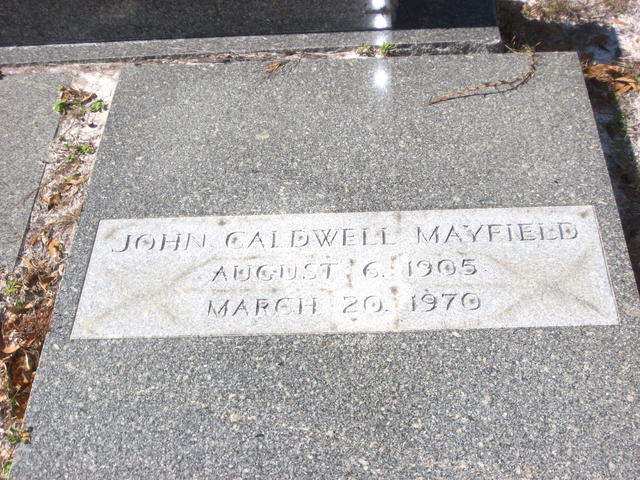 JOHN CALDWELL MAYFIELD
AUGUST 6, 1905
MARCH 20, 1970